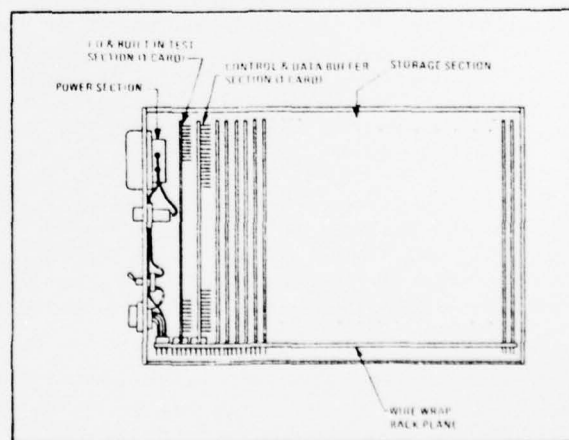 I/O & BUILT IN TEST
SECTION (1 CARD)
CONTROL & DATA BUFFER
SECTION (1 CARD)
STORAGE SECTION
POWER SECTION
WIRE WRAP
BACK PLANE